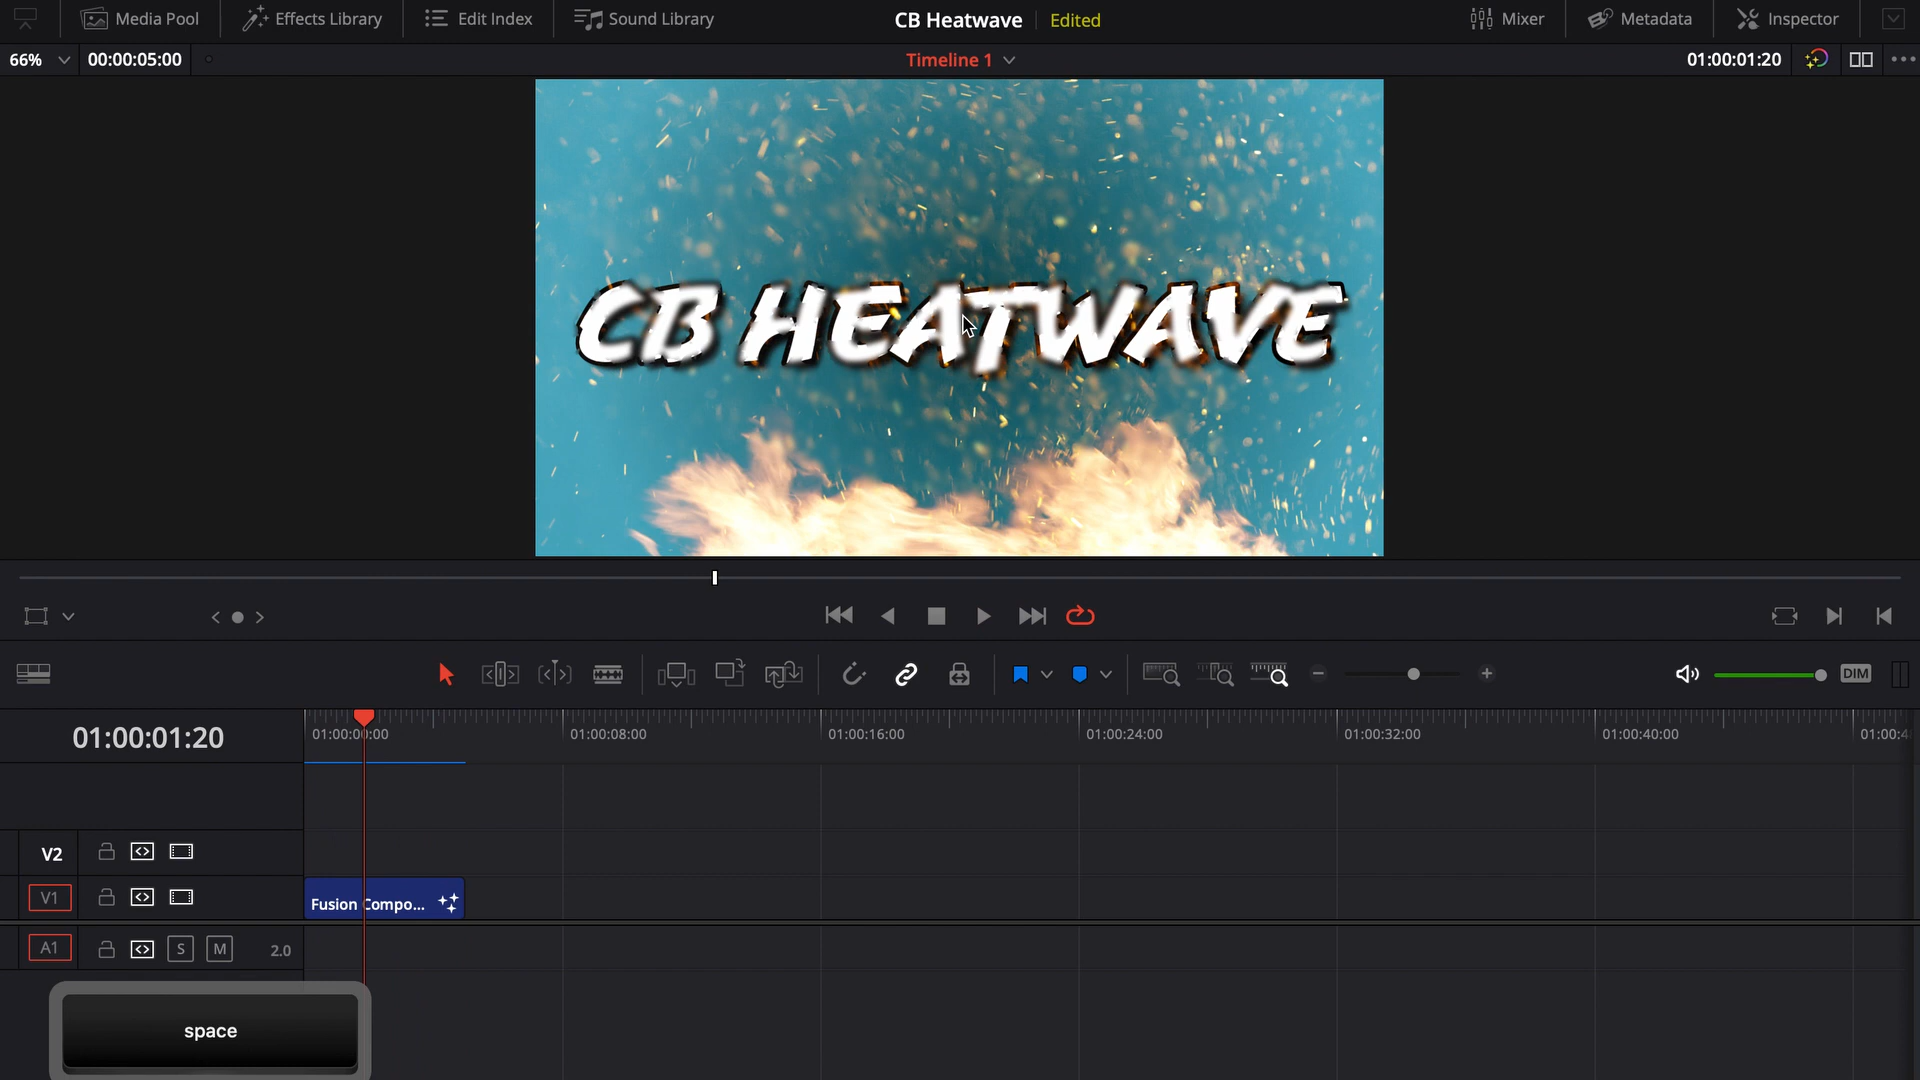 Media Pool
Effects Library
Edit Index
Sound Library
CB Heatwave
Edited
Mixer
Metadata
Inspector
66%
00:00:05:00
Timeline 1
01:00:01:20
CB HEATWAVE
DIM
01:00:01:20
01:00:00:00
01:00:08:00
01:00:16:00
01:00:24:00
01:00:32:00
01:00:40:00
01:00:4
V2
V1
Fusion Compo...
A1
S
M
2.0
space